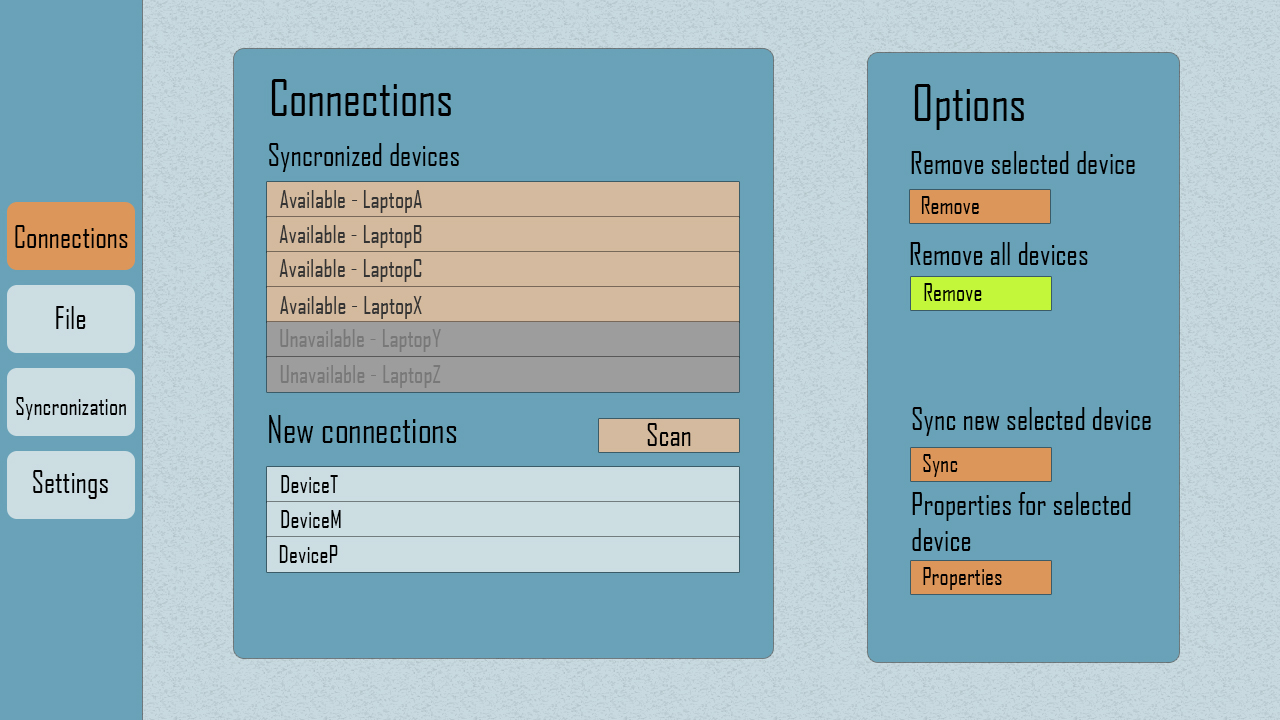 Connections
File
Syncronization
Settings
Connections
Syncronized devices
Available - LaptopA
Available - LaptopB
Available - LaptopC
Available - LaptopX
Unavailable - LaptopY
Unavailable - LaptopZ
New connections
Scan
DeviceT
DeviceM
DeviceP
Options
Remove selected device
Remove
Remove all devices
Remove
Sync new selected device
Sync
Properties for selected
device
Properties